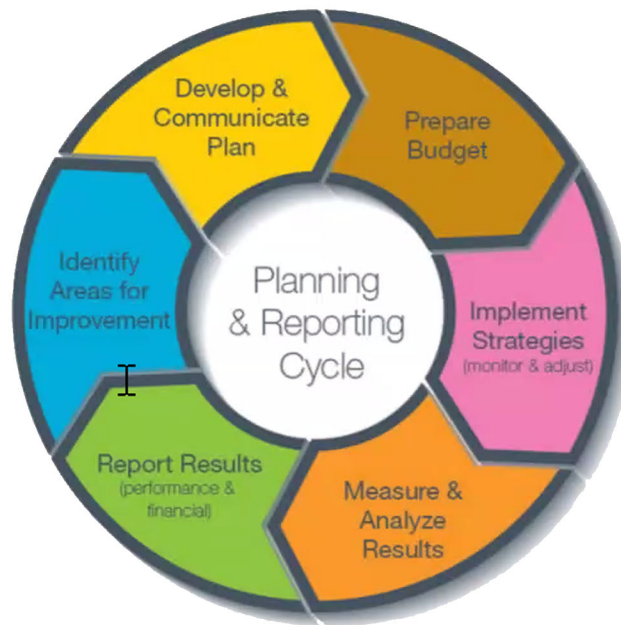 Develop &
Communicate
Plan
Prepare
Budget
Identify
Areas for
Improvement
Planning
& Reporting
Cycle
Implement
Strategies
(monitor & adjust)
Report Results
(performance &
financial)
Measure &
Analyze
Results